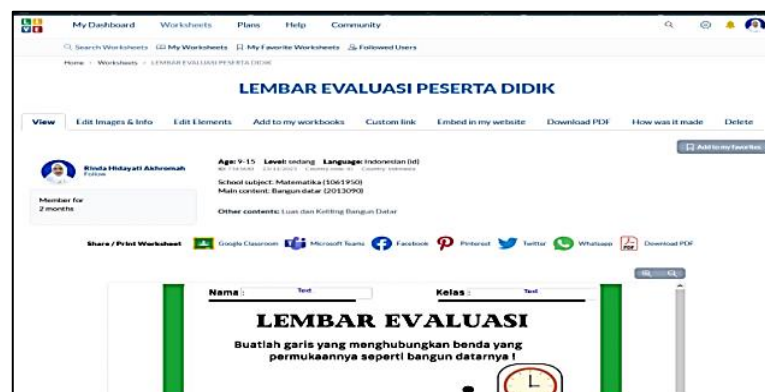 LIVE
My Dashboard Worksheets Plans Help Community
Search Worksheets My Worksheets My Favorite Worksheets Followed Users
Home > Worksheets > LEMBAR EVALUASI PESERTA DIDIK
LEMBAR EVALUASI PESERTA DIDIK
View Edit Images & Info Edit Elements Add to my workbooks Custom link Embed in my website Download PDF How was it made Delete
Add to my favorites
Rinda Hidayati Akhromah
Follow
Member for
2 months
Age: 9-15 Level: sedang Language: Indonesian (id)
School subject: Matematika (1061950)
Main content: Bangun datar (2013090)
Other contents: Luas dan Keliling Bangun Datar
Share / Print Worksheet Google Classroom Microsoft Teams Facebook Pinterest Twitter Whatsapp Download PDF
Nama : Text Kelas : Text
LEMBAR EVALUASI
Buatlah garis yang menghubungkan benda yang
permukaannya seperti bangun datarnya !